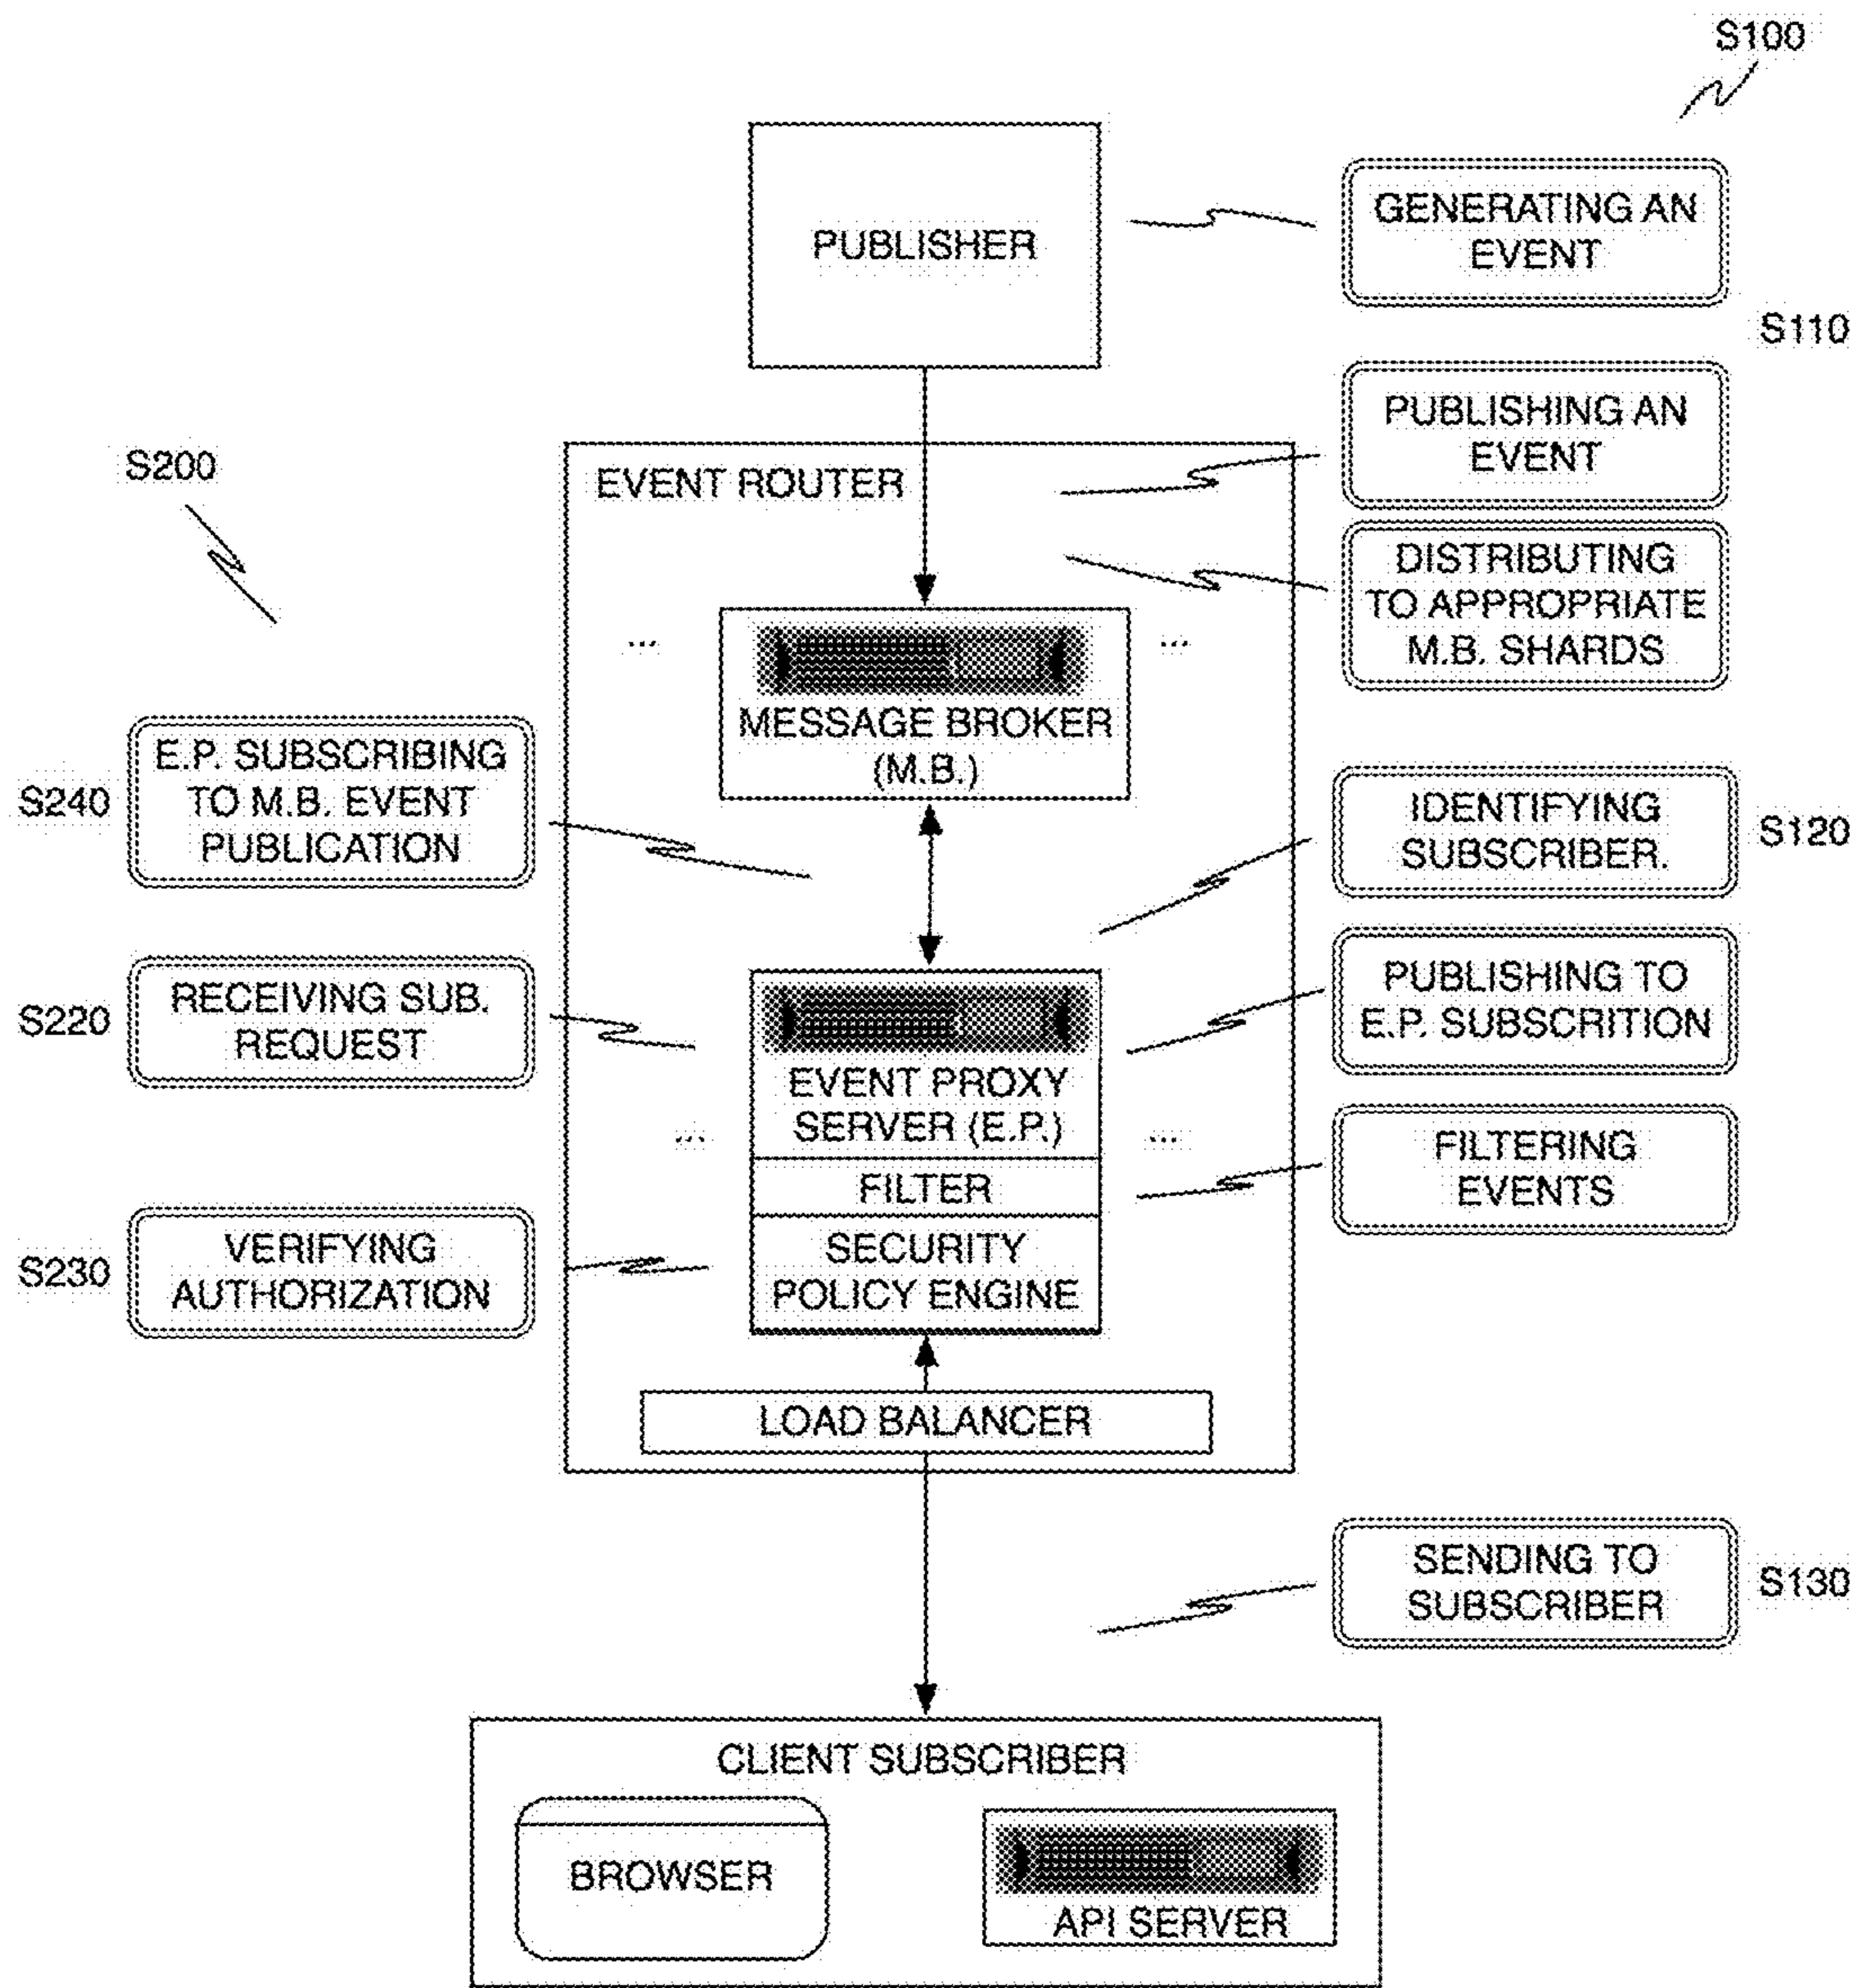 S100
PUBLISHER
GENERATING AN
EVENT
S110
PUBLISHING AN
EVENT
S200
EVENT ROUTER
DISTRIBUTING
TO APPROPRIATE
M.B. SHARDS
...
...
MESSAGE BROKER
(M.B.)
S240
E.P. SUBSCRIBING
TO M.B. EVENT
PUBLICATION
IDENTIFYING
SUBSCRIBER.
S120
S220
RECEIVING SUB.
REQUEST
PUBLISHING TO
E.P. SUBSCRITION
EVENT PROXY
SERVER (E.P.)
...
...
FILTERING
EVENTS
FILTER
S230
VERIFYING
AUTHORIZATION
SECURITY
POLICY ENGINE
LOAD BALANCER
SENDING TO
SUBSCRIBER
S130
CLIENT SUBSCRIBER
BROWSER
API SERVER